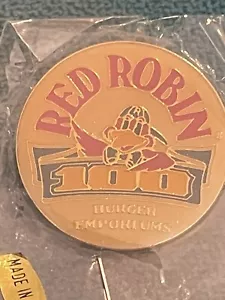 RED ROBIN
100
BURGER
EMPORIUMS
MADE IN